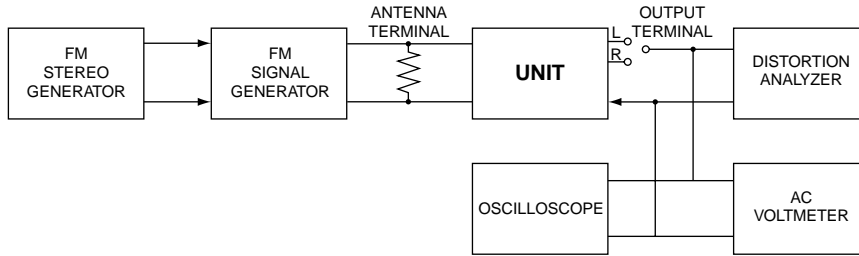 FM
STEREO
GENERATOR
FM
SIGNAL
GENERATOR
ANTENNA
TERMINAL
UNIT
L
R
OUTPUT
TERMINAL
DISTORTION
ANALYZER
OSCILLOSCOPE
AC
VOLTMETER